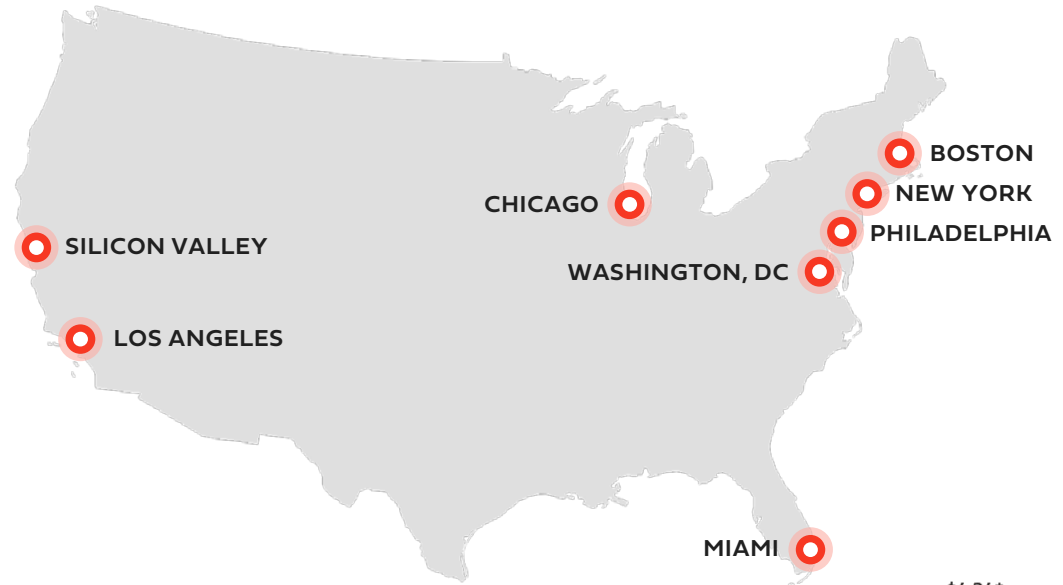 BOSTON
NEW YORK
CHICAGO
PHILADELPHIA
SILICON VALLEY
WASHINGTON, DC
LOS ANGELES
MIAMI